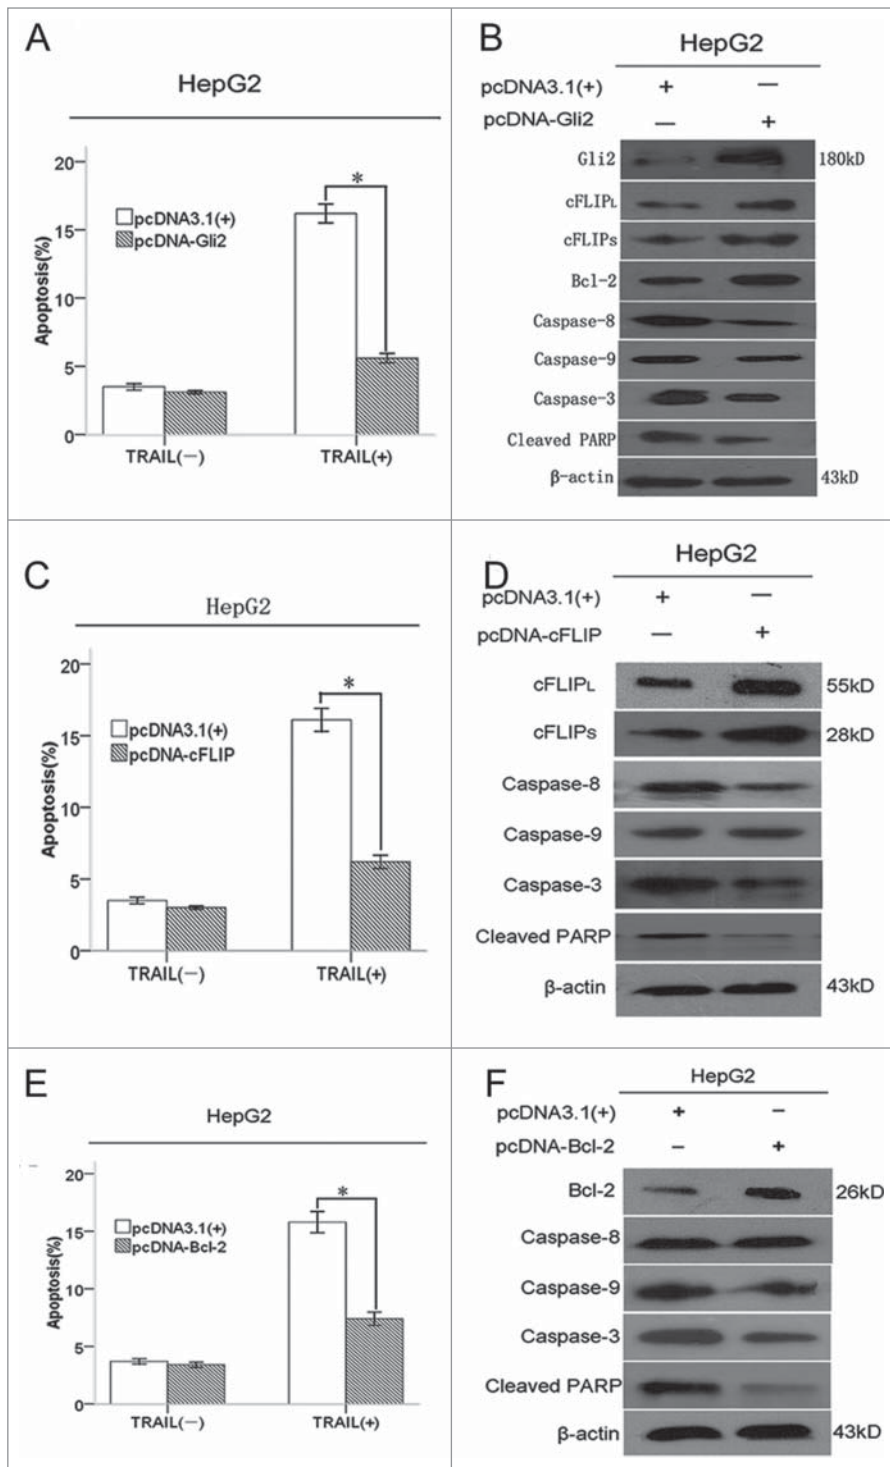 A
HepG2
20
15
10
5
0
Apoptosis(%)
pcDNA3.1(+)
pcDNA-Gli2
*
TRAIL(—)
TRAIL(+)
B
HepG2
pcDNA3.1(+) + —
pcDNA-Gli2 — +
Gli2 180kD
cFLIPL
cFLIPs
Bcl-2
Caspase-8
Caspase-9
Caspase-3
Cleaved PARP
β-actin 43kD
C
HepG2
20
15
10
5
0
Apoptosis(%)
pcDNA3.1(+)
pcDNA-cFLIP
*
TRAIL(—)
TRAIL(+)
D
HepG2
pcDNA3.1(+) + —
pcDNA-cFLIP — +
cFLIPL 55kD
cFLIPs 28kD
Caspase-8
Caspase-9
Caspase-3
Cleaved PARP
β-actin 43kD
E
HepG2
20
15
10
5
0
Apoptosis(%)
pcDNA3.1(+)
pcDNA-Bcl-2
*
TRAIL(—)
TRAIL(+)
F
HepG2
pcDNA3.1(+) + –
pcDNA-Bcl-2 – +
Bcl-2 26kD
Caspase-8
Caspase-9
Caspase-3
Cleaved PARP
β-actin 43kD